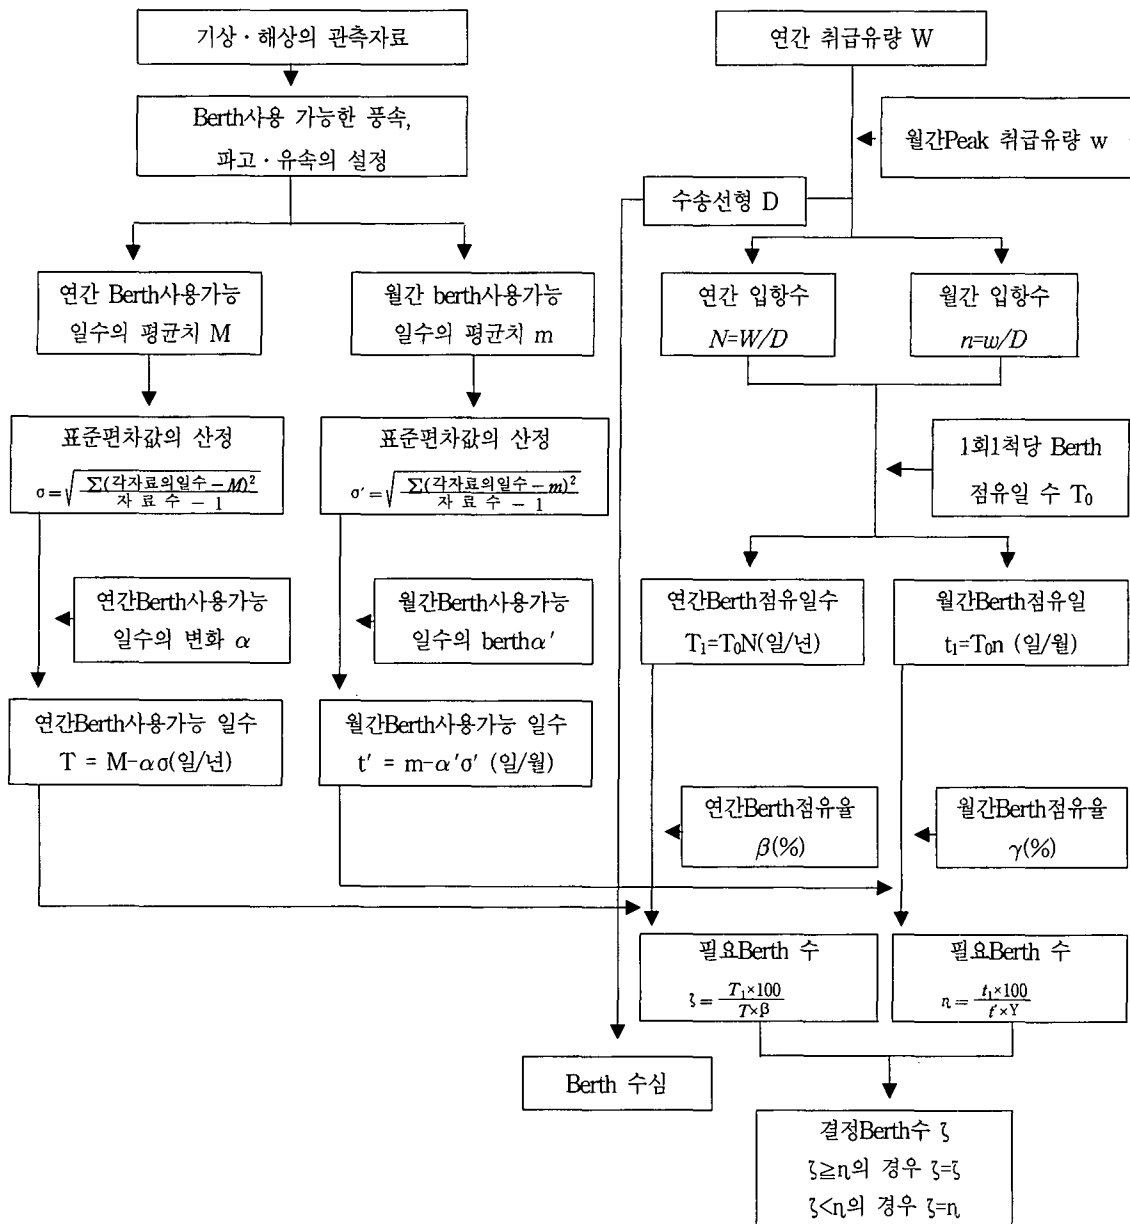 기상·해상의 관측자료
연간 취급유량 W
Berth사용 가능한 풍속,
파고·유속의 설정
월간Peak 취급유량 w
수송선형 D
연간 Berth사용가능
일수의 평균치 M
월간 berth사용가능
일수의 평균치 m
연간 입항수
N=W/D
월간 입항수
n=w/D
표준편차값의 산정
σ=√(Σ(각자료의일수-M)²/자 료 수 - 1)
표준편차값의 산정
σ′=√(Σ(각자료의일수-m)²/자 료 수 - 1)
1회1척당 Berth
점유일 수 T₀
연간Berth사용가능
일수의 변화 α
월간Berth사용가능
일수의 berthα′
연간Berth점유일수
T₁=T₀N(일/년)
월간Berth점유일
t₁=T₀n (일/월)
연간Berth사용가능 일수
T = M-ασ(일/년)
월간Berth사용가능 일수
t′ = m-α′σ′ (일/월)
연간Berth점유율
β(%)
월간Berth점유율
γ(%)
필요Berth 수
ζ = T₁×100/T×β
필요Berth 수
η = t₁×100/t′×Υ
Berth 수심
결정Berth수 ζ
ζ≧η의 경우 ζ=ζ
ζ<η의 경우 ζ=η